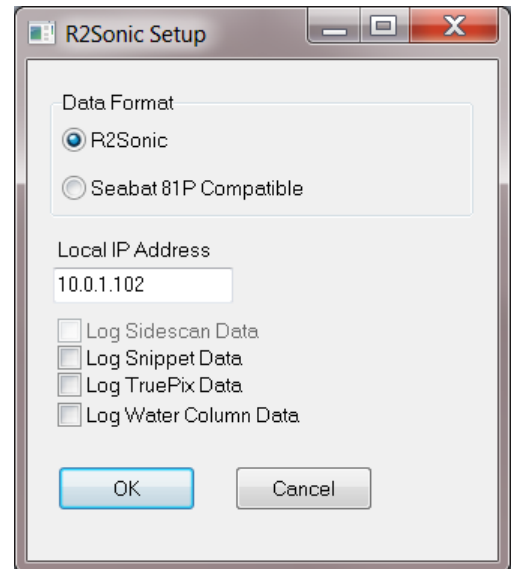 R2Sonic Setup
Data Format
R2Sonic
Seabat 81P Compatible
Local IP Address
10.0.1.102
Log Sidescan Data
Log Snippet Data
Log TruePix Data
Log Water Column Data
OK Cancel